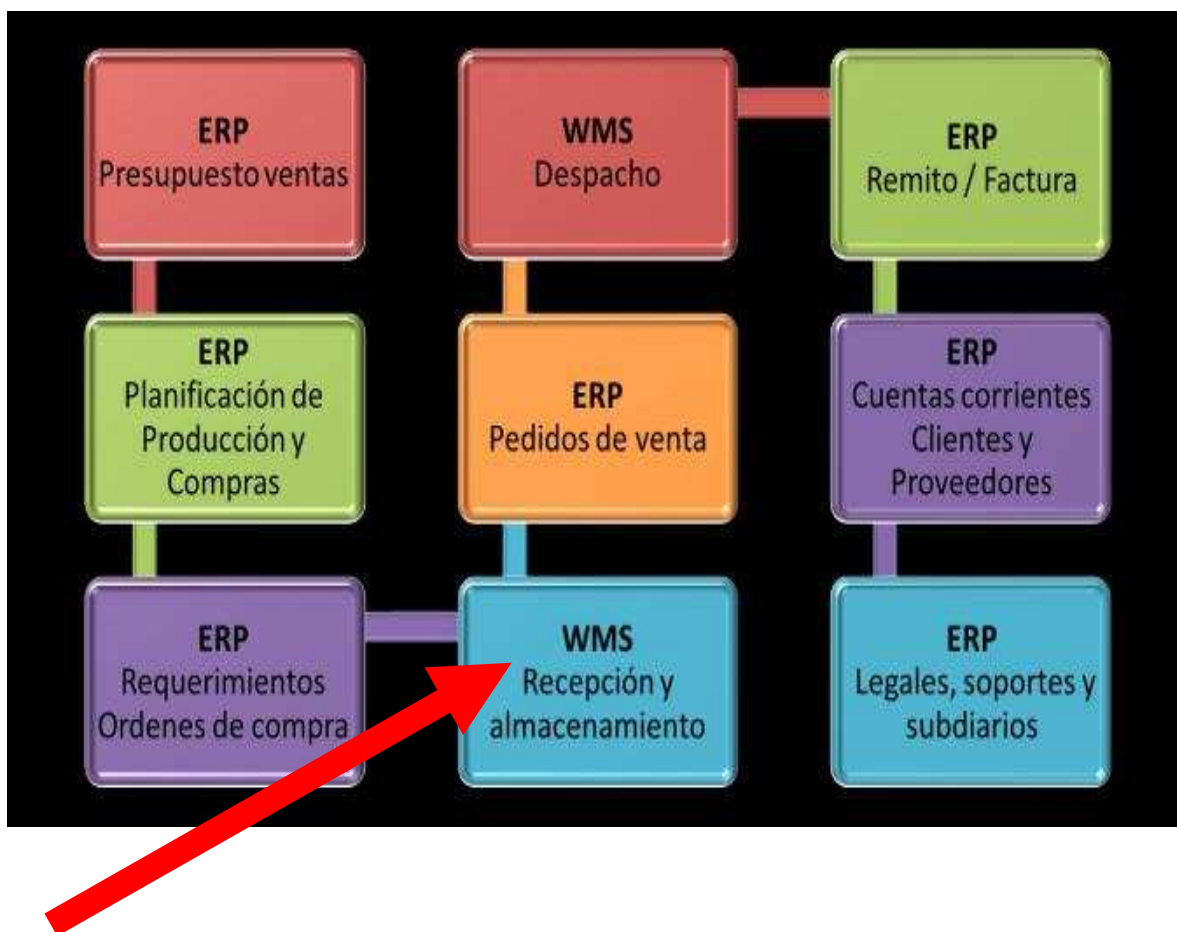 ERP
Presupuesto ventas
ERP
Planificación de
Producción y
Compras
ERP
Requerimientos
Ordenes de compra
WMS
Recepción y
almacenamiento
ERP
Pedidos de venta
WMS
Despacho
ERP
Remito / Factura
ERP
Cuentas corrientes
Clientes y
Proveedores
ERP
Legales, soportes y
subdiarios